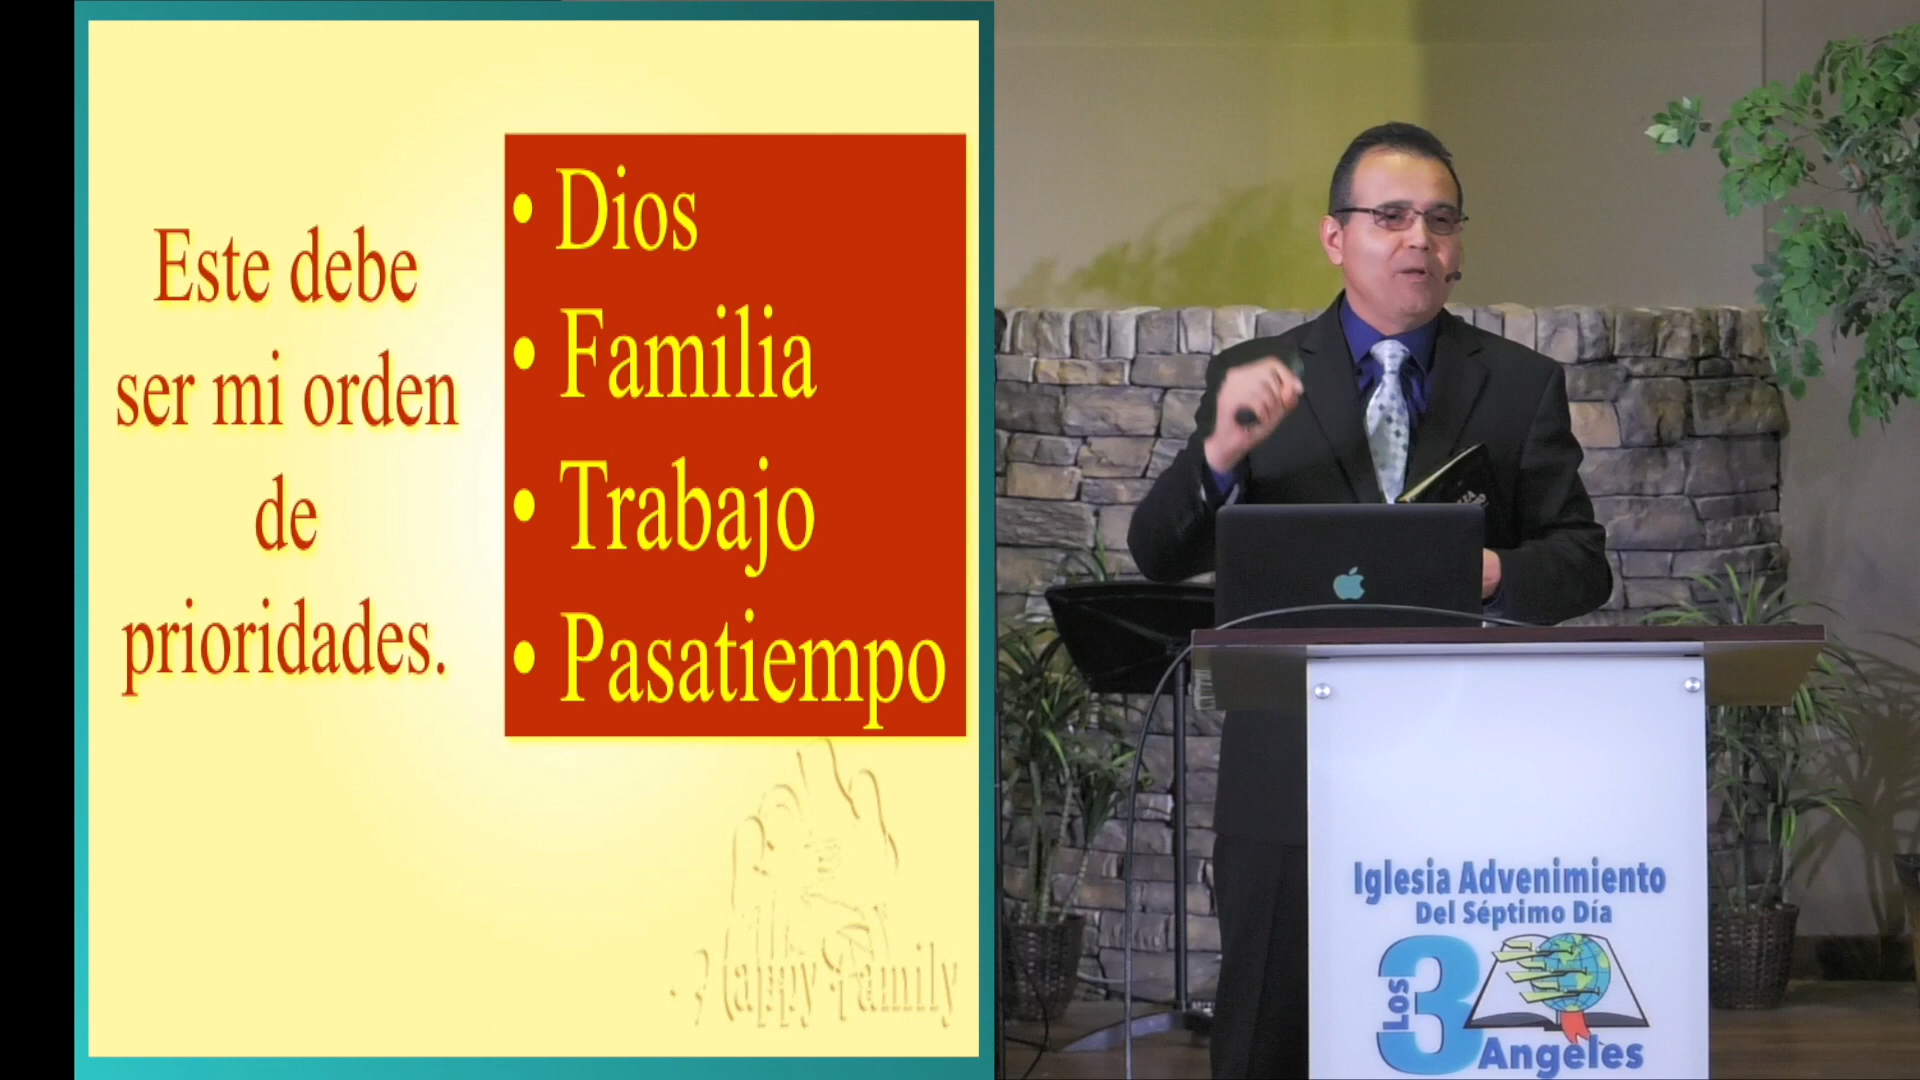 Este debe
ser mi orden
de
prioridades.
• Dios
• Familia
• Trabajo
• Pasatiempo
Happy Family
Iglesia Advenimiento
Del Séptimo Día
Los 3
Angeles